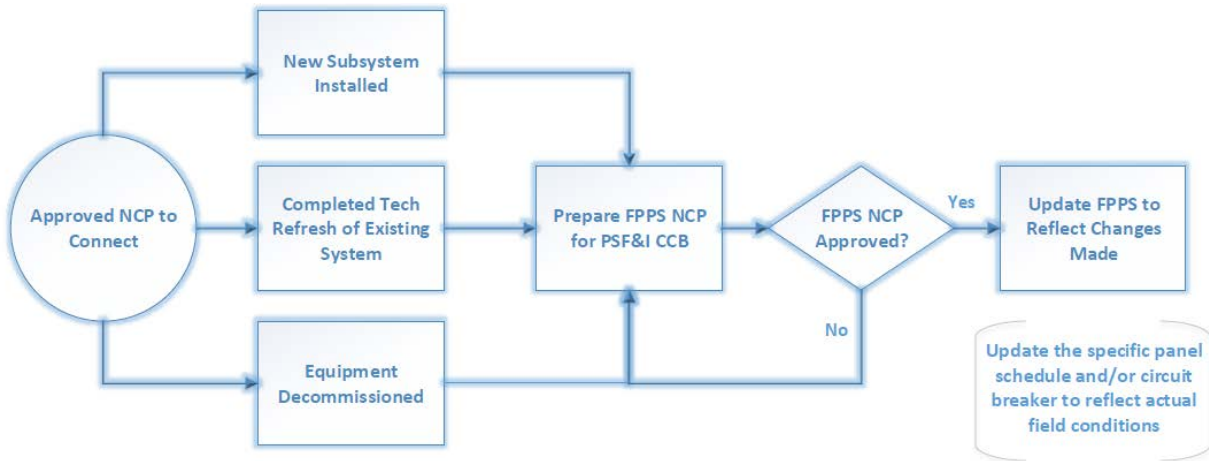 New Subsystem
Installed
Approved NCP to
Connect
Completed Tech
Refresh of Existing
System
Prepare FPPS NCP
for PSF&I CCB
FPPS NCP
Approved?
Yes
Update FPPS to
Reflect Changes
Made
No
Equipment
Decommissioned
Update the specific panel
schedule and/or circuit
breaker to reflect actual
field conditions